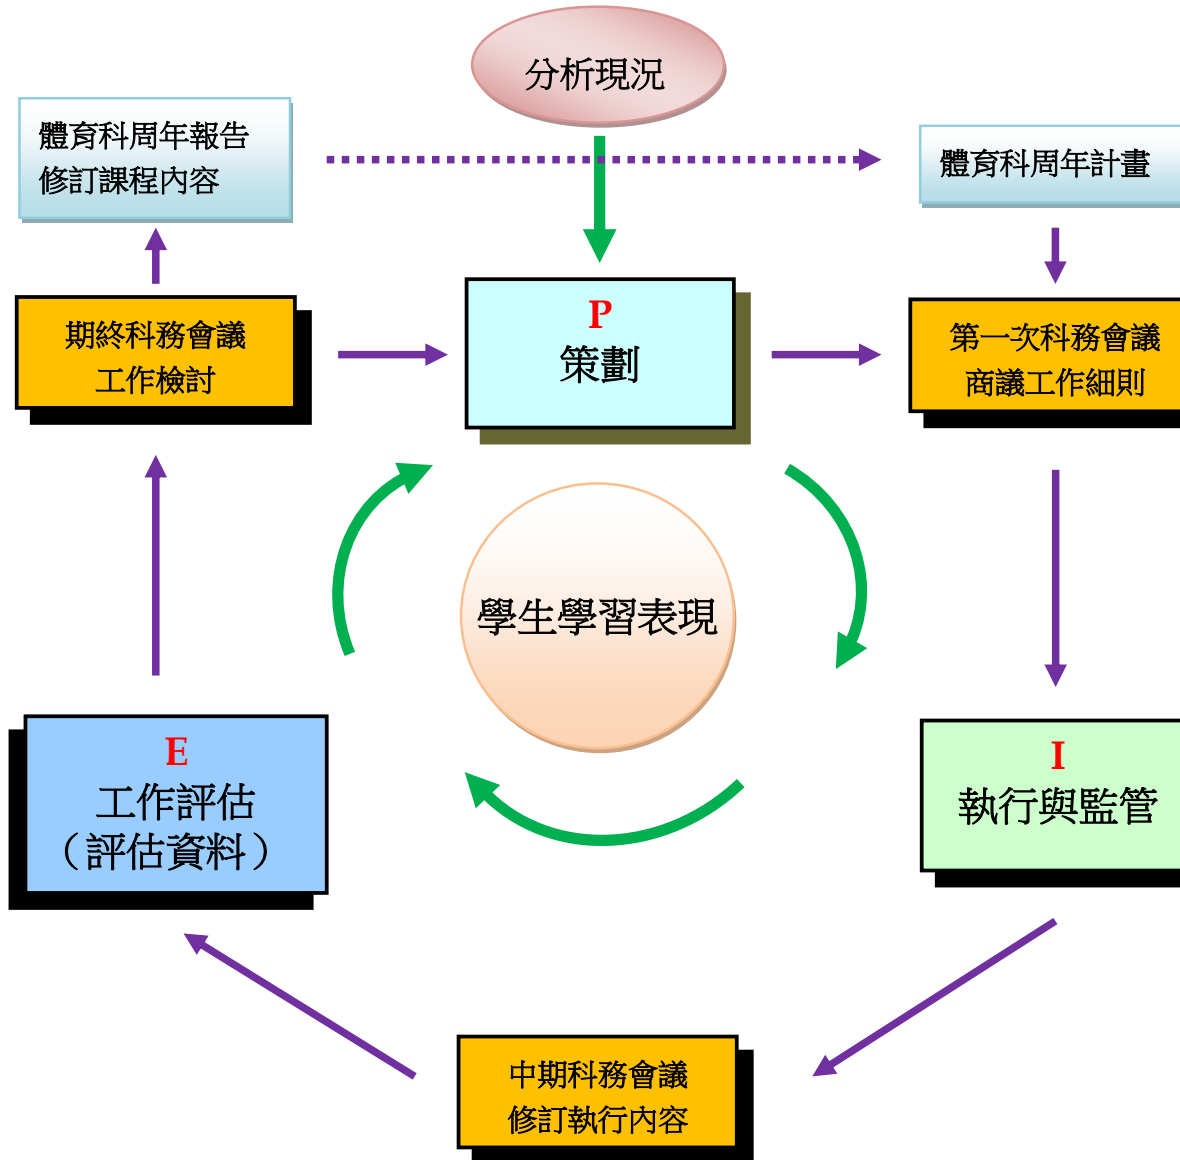 分析現況
體育科周年報告
修訂課程內容
體育科周年計畫
期終科務會議
工作檢討
P
策劃
第一次科務會議
商議工作細則
學生學習表現
E
工作評估
（評估資料）
I
執行與監管
中期科務會議
修訂執行內容